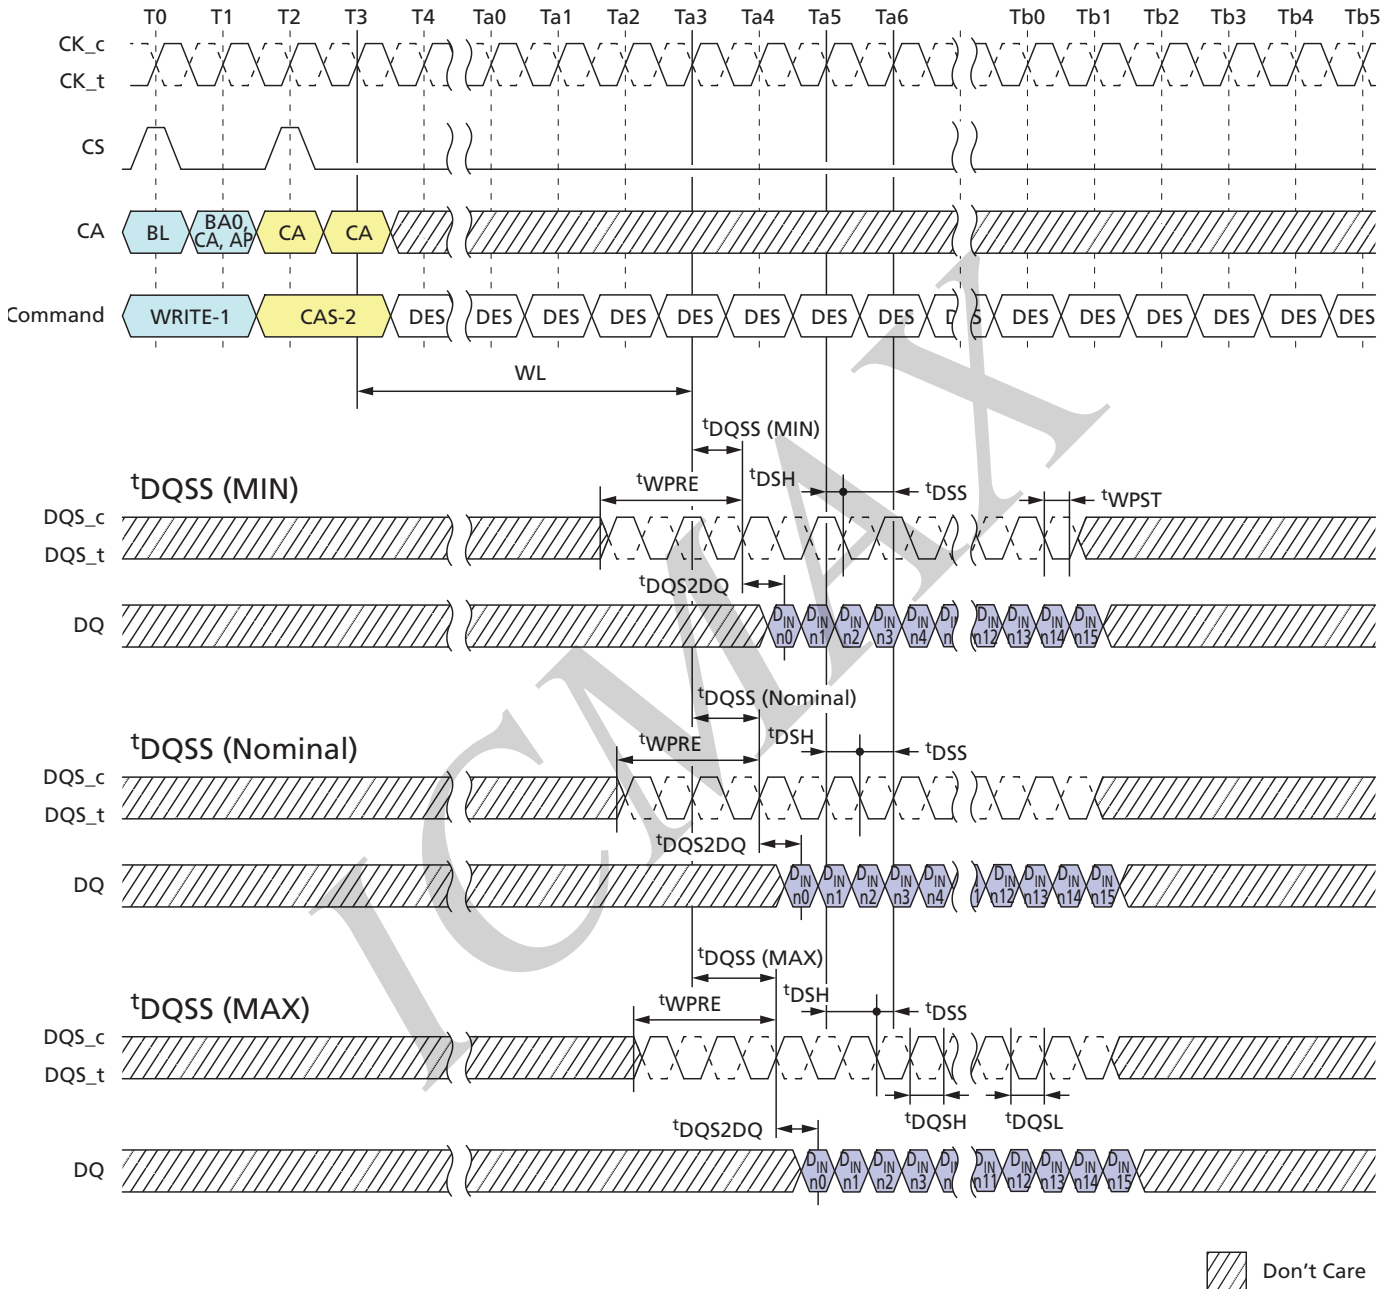 T0 T1 T2 T3 T4 Ta0 Ta1 Ta2 Ta3 Ta4 Ta5 Ta6 Tb0 Tb1 Tb2 Tb3 Tb4 Tb5
CK_c
CK_t
CS
CA BL BA0, CA, AP CA CA
Command WRITE-1 CAS-2 DES DES DES DES DES DES DES DES DES DES DES DES DES DES
WL
tDQSS (MIN)
tDQSS (MIN) tWPRE tDSH tDSS tWPST
DQS_c
DQS_t
tDQS2DQ
DQ DIN n0 DIN n1 DIN n2 DIN n3 DIN n4 DIN n DIN n12 DIN n13 DIN n14 DIN n15
tDQSS (Nominal)
tDQSS (Nominal) tWPRE tDSH tDSS
DQS_c
DQS_t
tDQS2DQ
DQ DIN n0 DIN n1 DIN n2 DIN n3 DIN n4 DIN n12 DIN n13 DIN n14 DIN n15
tDQSS (MAX)
tDQSS (MAX) tWPRE tDSH tDSS
DQS_c
DQS_t
tDQSH tDQSL
tDQS2DQ
DQ DIN n0 DIN n1 DIN n2 DIN n3 DIN n DIN n11 DIN n12 DIN n13 DIN n14 DIN n15
Don't Care
ICMAX